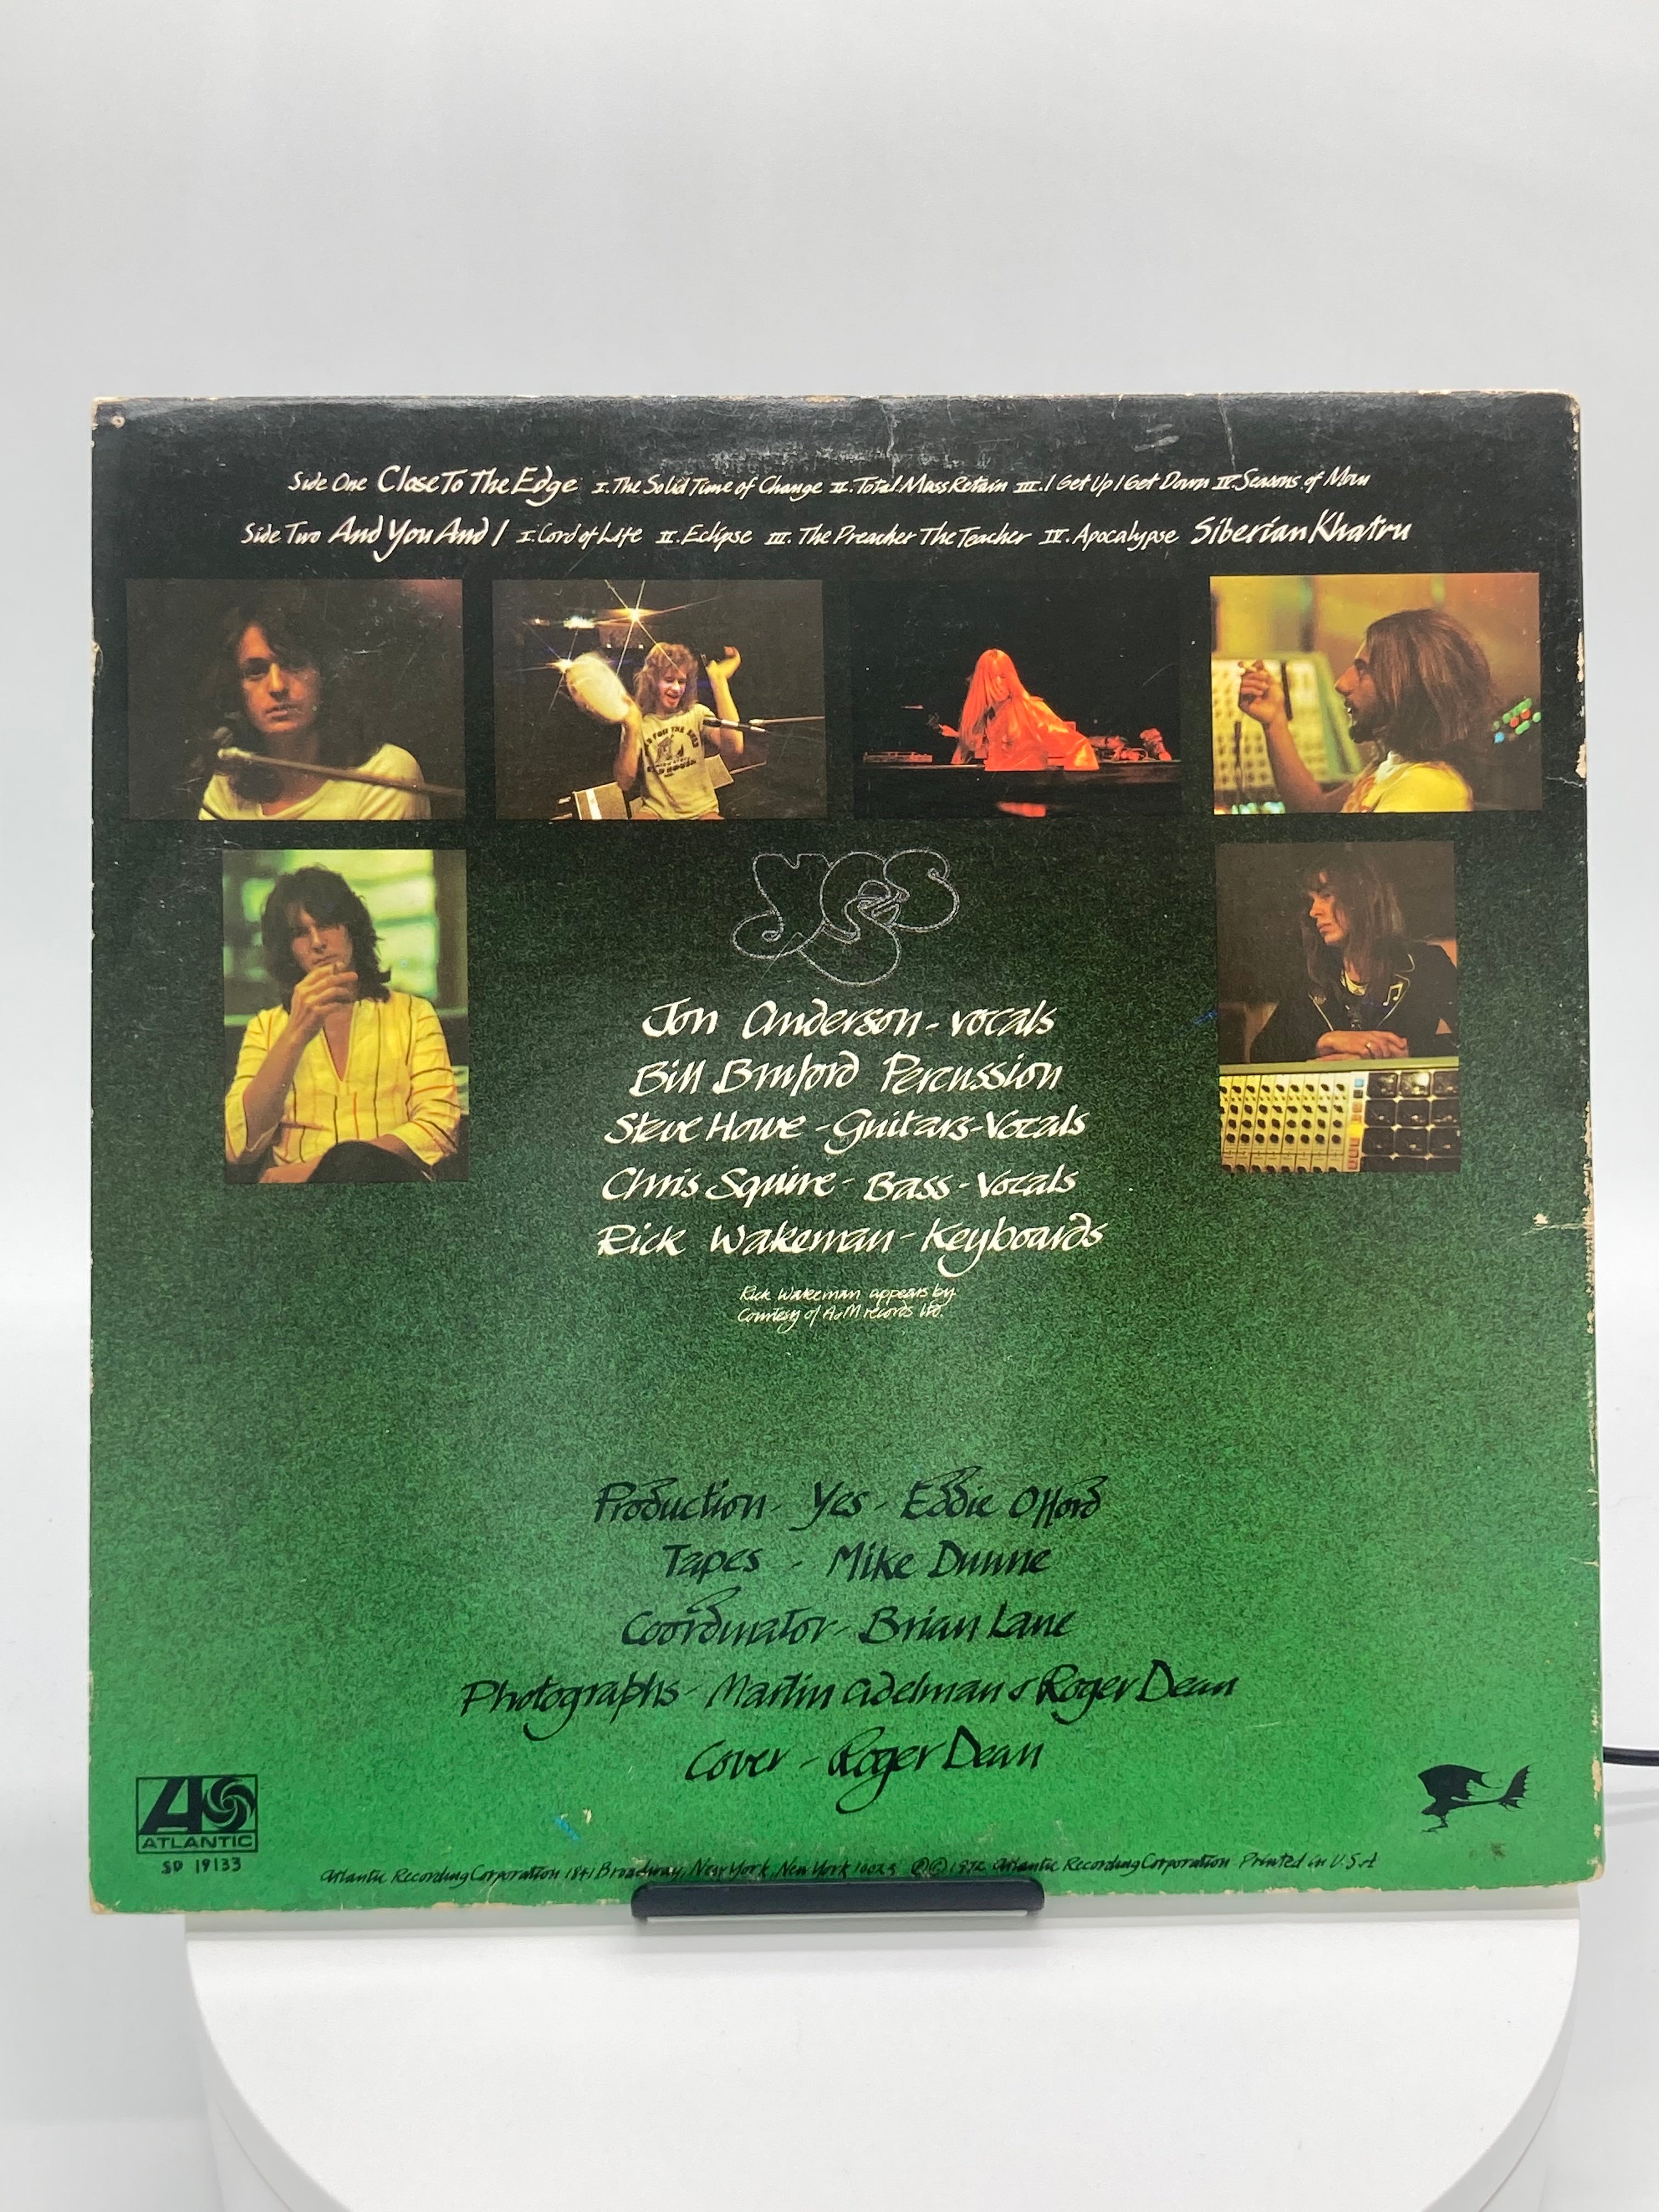 Side One Close To The Edge I. The Solid Time of Change II. Total Mass Retain III. I Get Up I Get Down IV. Seasons of Man
Side Two And You And I I. Cord of Life II. Eclipse III. The Preacher The Teacher IV. Apocalypse Siberian Khatru
Yes
Jon Anderson - Vocals
Bill Bruford Percussion
Steve Howe - Guitars - Vocals
Chris Squire - Bass - Vocals
Rick Wakeman - Keyboards
Rick Wakeman appears by
Courtesy of A&M records ltd.
Production - Yes - Eddie Offord
Tapes - Mike Dunne
Coordinator - Brian Lane
Photographs - Martin Adelman & Roger Dean
Cover - Roger Dean
ATLANTIC
SD 19133
Atlantic Recording Corporation 1841 Broadway, New York, New York 10023 ℗© 1972 Atlantic Recording Corporation Printed in U.S.A